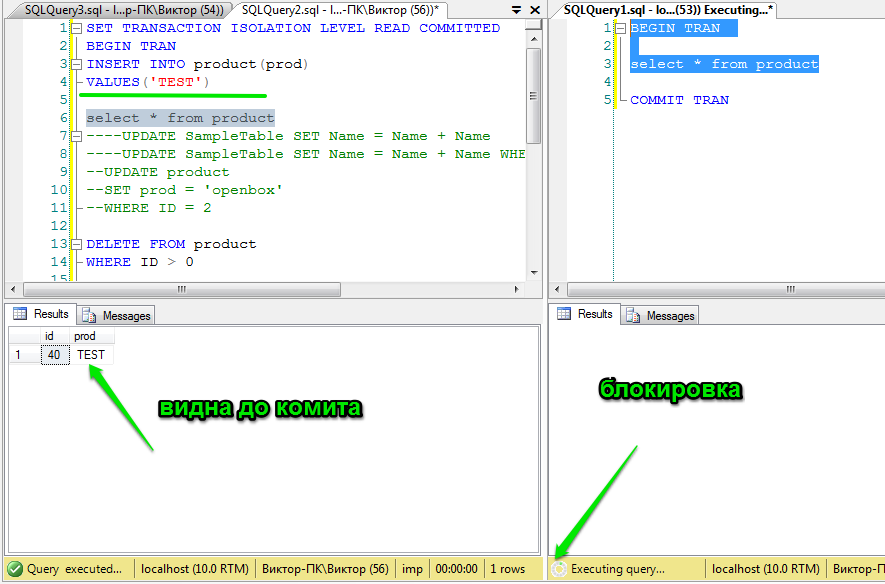 SQLQuery3.sql - l...р-ПК\Виктор (54))
SQLQuery2.sql - l...-ПК\Виктор (56))*
1 SET TRANSACTION ISOLATION LEVEL READ COMMITTED
2 BEGIN TRAN
3 INSERT INTO product(prod)
4 VALUES('TEST')
5
6 select * from product
7 ----UPDATE SampleTable SET Name = Name + Name
8 ----UPDATE SampleTable SET Name = Name + Name WHE
9 --UPDATE product
10 --SET prod = 'openbox'
11 --WHERE ID = 2
12
13 DELETE FROM product
14 WHERE ID > 0
15
Results Messages
id prod
1 40 TEST
видна до комита
Query executed... localhost (10.0 RTM) Виктор-ПК\Виктор (56) imp 00:00:00 1 rows
SQLQuery1.sql - lo...(53)) Executing...*
1 BEGIN TRAN
2
3 select * from product
4
5 COMMIT TRAN
Results Messages
блокировка
Executing query... localhost (10.0 RTM) Виктор-П